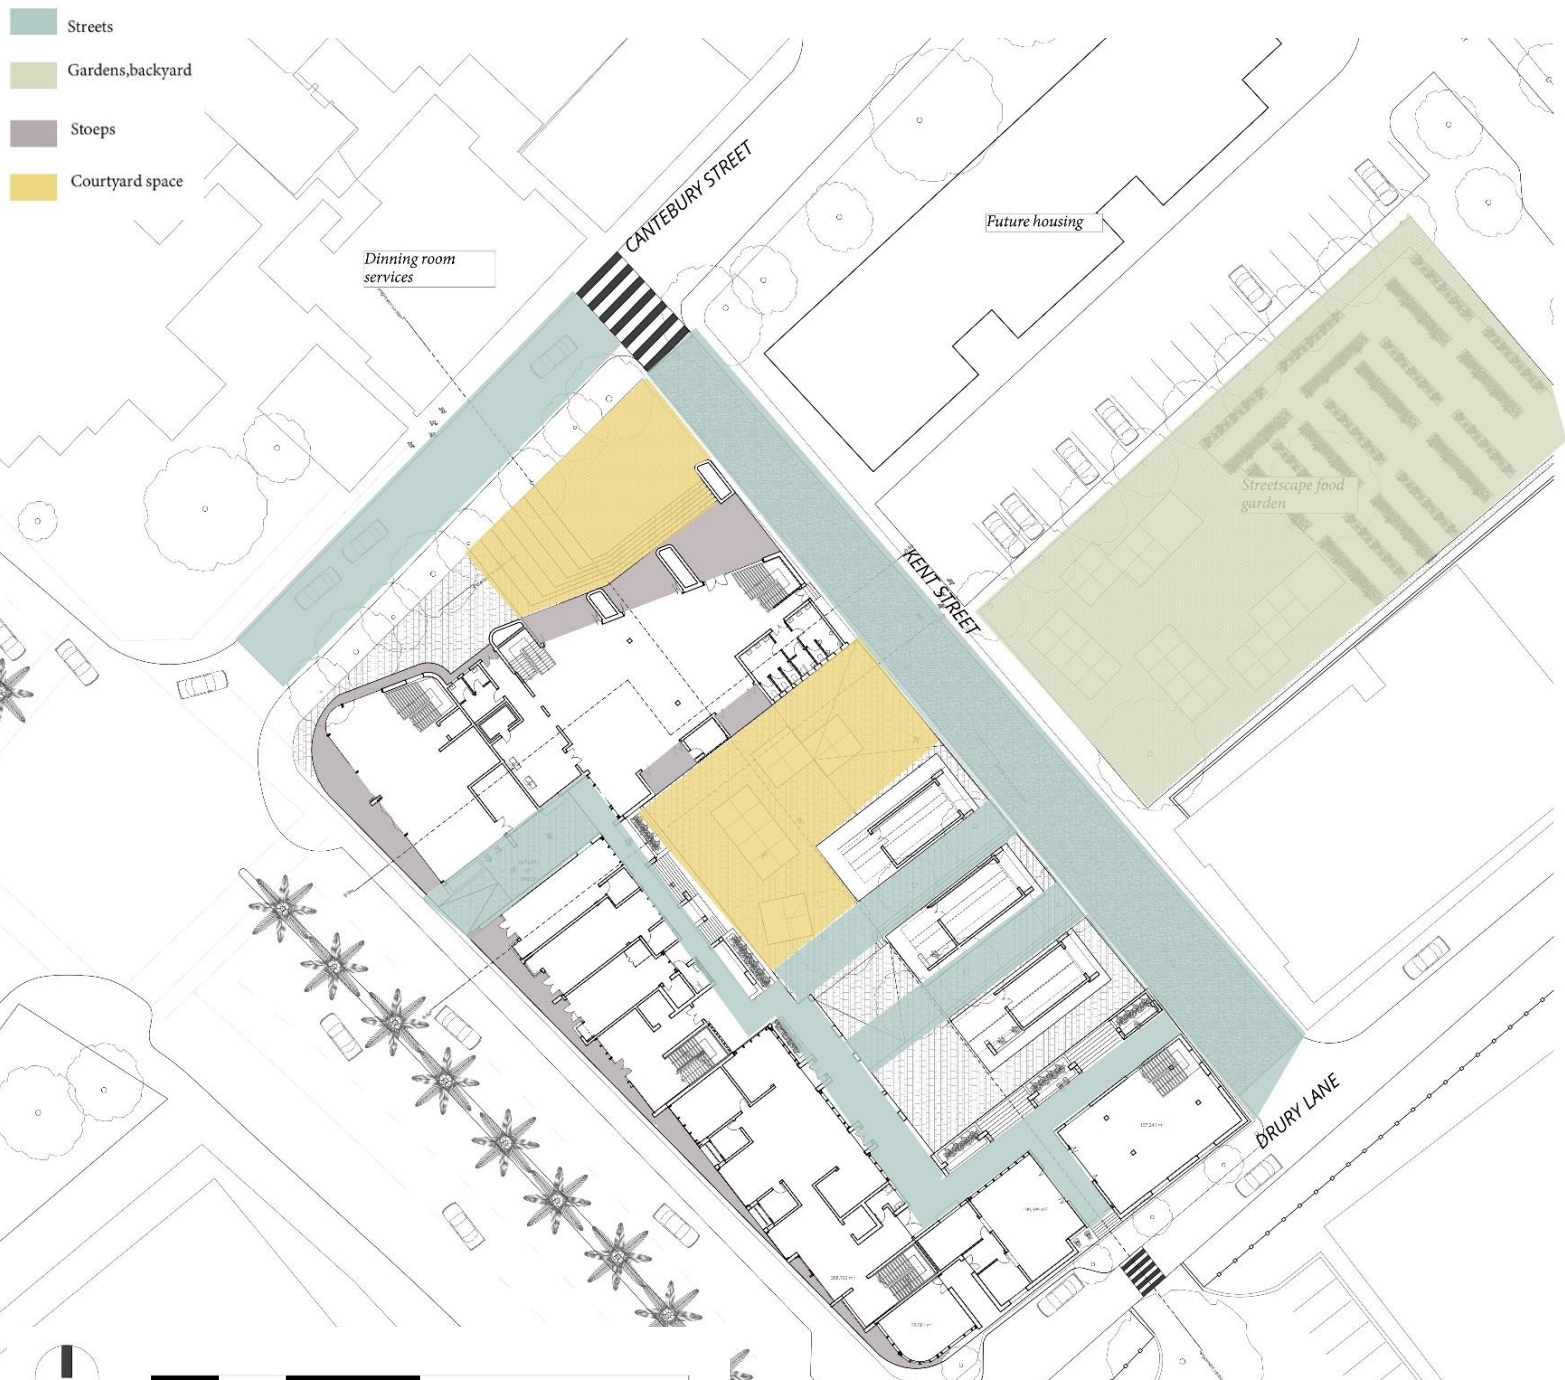 Streets
Gardens,backyard
Stoeps
Courtyard space
CANTEBURY STREET
Future housing
Dinning room
services
Streetscape food
garden
KENT STREET
DRURY LANE